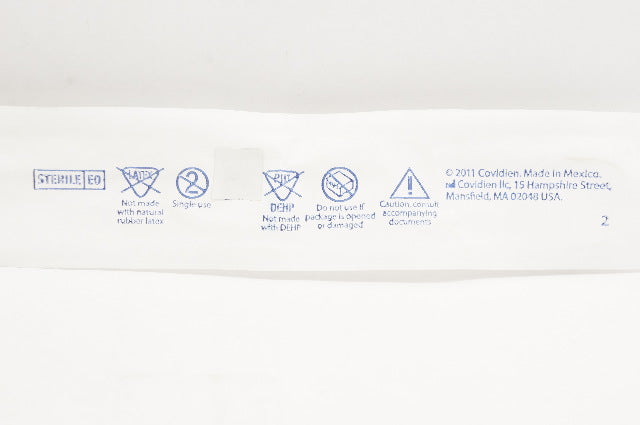 STERILE EO
LATEX
Not made
with natural
rubber latex
2
Single use
PHT
DEHP
Not made
with DEHP
Do not use if
package is opened
or damaged
Caution, consult
accompanying
documents
© 2011 Covidien. Made in Mexico.
Covidien llc, 15 Hampshire Street,
Mansfield, MA 02048 USA.
2